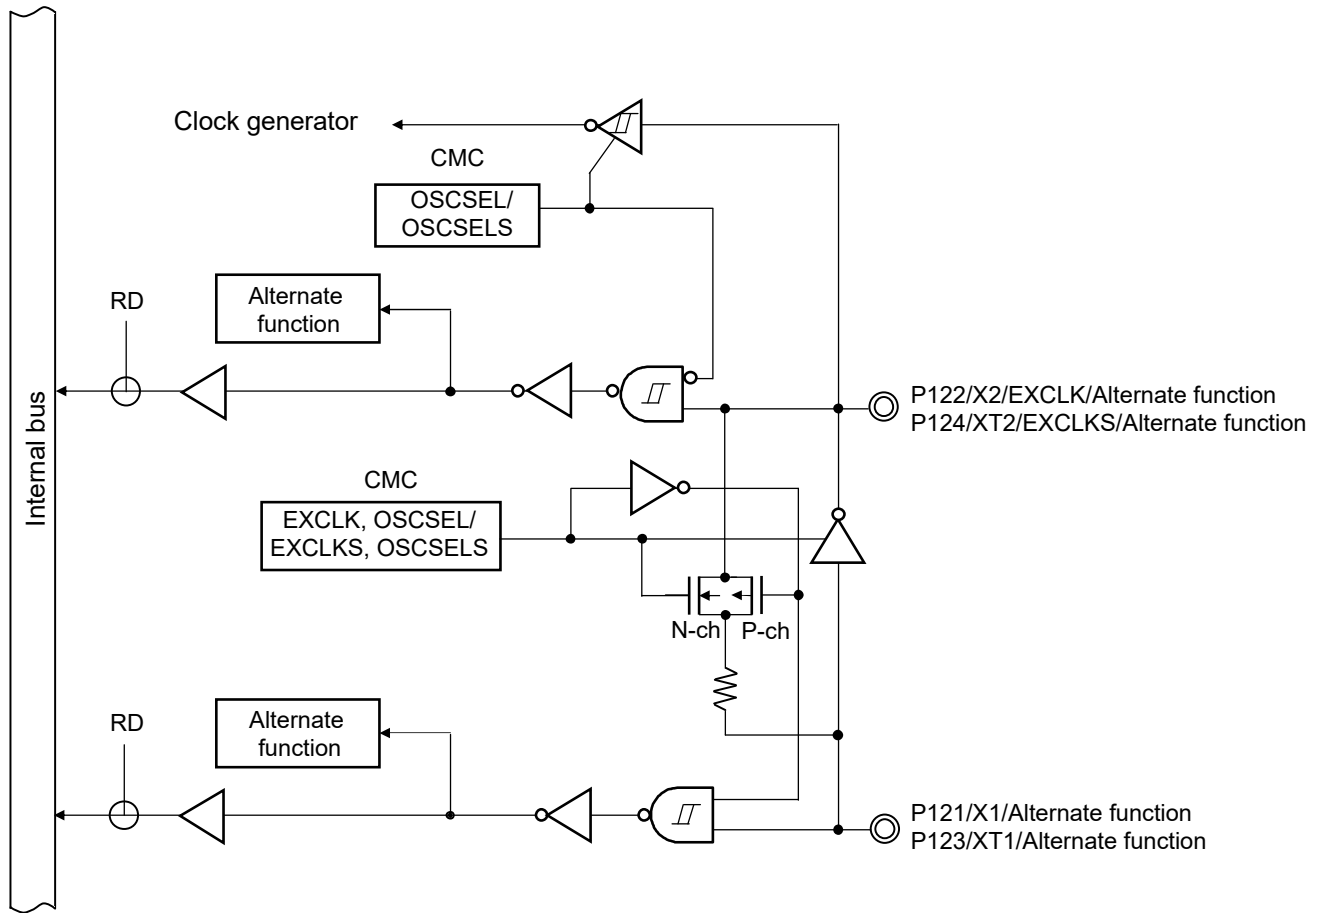 Clock generator
CMC
OSCSEL/
OSCSELS
RD
Alternate
function
Internal bus
P122/X2/EXCLK/Alternate function
P124/XT2/EXCLKS/Alternate function
CMC
EXCLK, OSCSEL/
EXCLKS, OSCSELS
N-ch
P-ch
RD
Alternate
function
P121/X1/Alternate function
P123/XT1/Alternate function